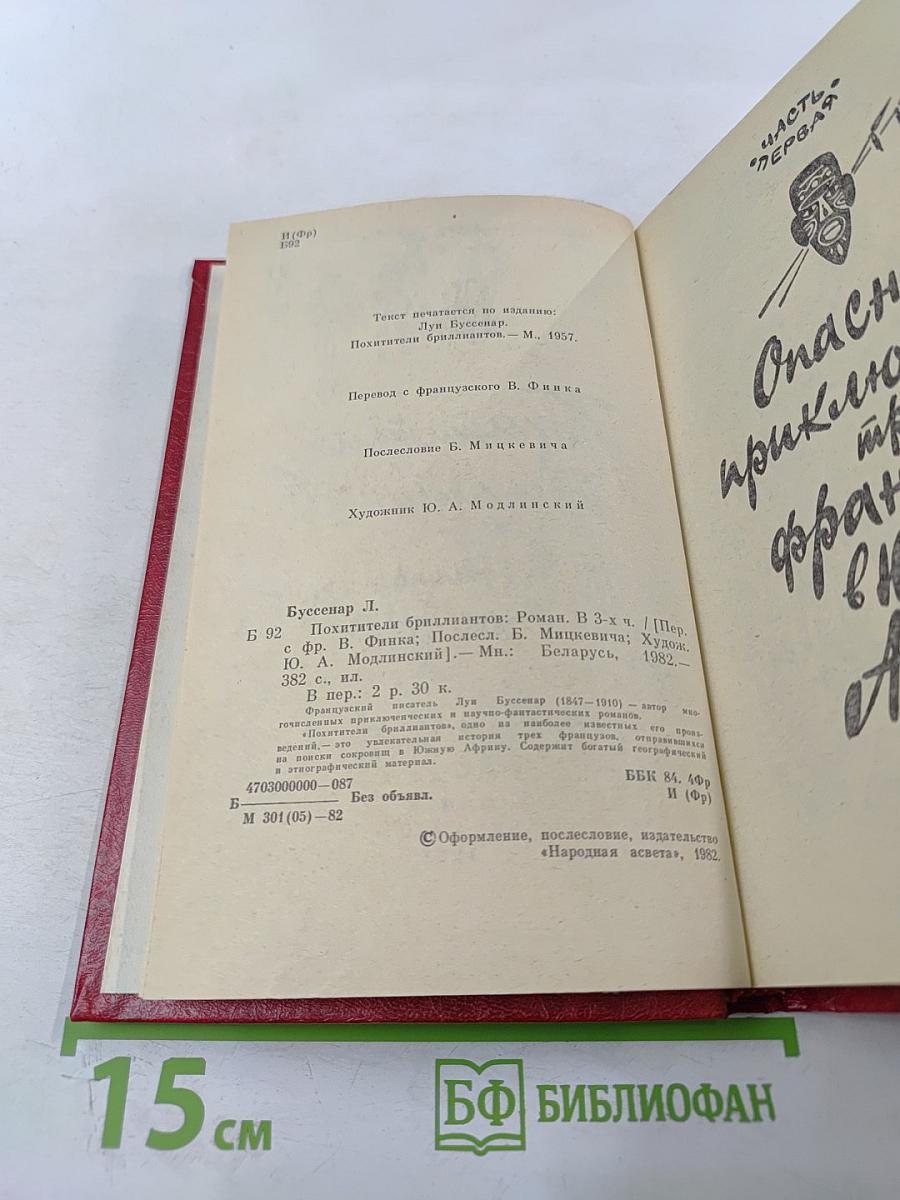 И(Фр)
Б92
Текст печатается по изданию:
Луи Буссенар.
Похитители бриллиантов.— М., 1957.
Перевод с французского В. Финка
Послесловие Б. Мицкевича
Художник Ю. А. Модлинский
Буссенар Л.
Б 92 Похитители бриллиантов: Роман. В 3-х ч. / [Пер.
с фр. В. Финка; Послесл. Б. Мицкевича; Худож.
Ю. А. Модлинский].— Мн.: Беларусь, 1982.—
382 с., ил.
В пер.: 2 р. 30 к.
Французский писатель Луи Буссенар (1847—1910) — автор мно-
гочисленных приключенческих и научно-фантастических романов.
«Похитители бриллиантов», одно из наиболее известных его произ-
ведений,— это увлекательная история трех французов, отправившихся
на поиски сокровищ в Южную Африку. Содержит богатый географический
и этнографический материал.
4703000000—087
Б Без объявл.
М 301(05)—82
ББК 84. 4Фр
И (Фр)
© Оформление, послесловие, издательство
«Народная асвета», 1982.
ЧАСТЬ
ПЕРВАЯ
Опасн
приклю
тр
фран
в Ю
А
15 см
БФ БИБЛИОФАН